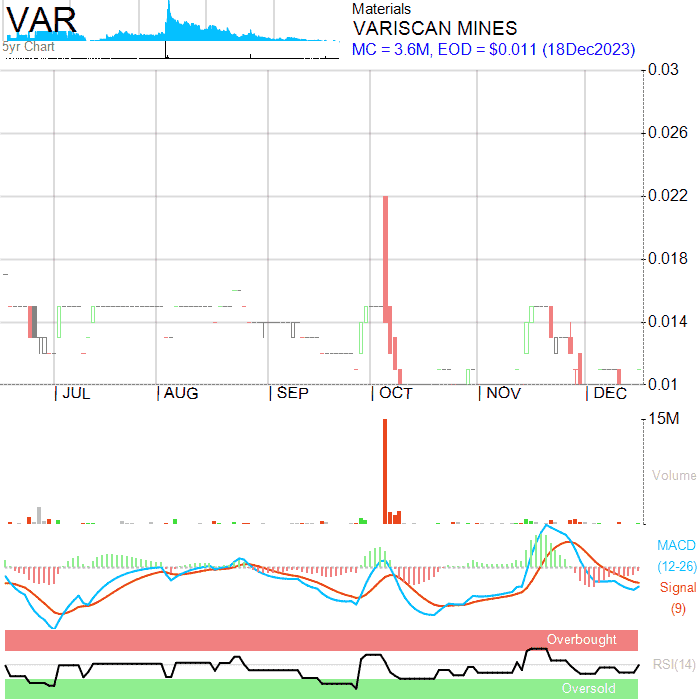 VAR
5yr Chart
Materials
VARISCAN MINES
MC = 3.6M, EOD = $0.011 (18Dec2023)
0.03
0.026
0.022
0.018
0.014
0.01
JUL AUG SEP OCT NOV DEC
15M
Volume
MACD
(12-26)
Signal
(9)
Overbought
RSI(14)
Oversold